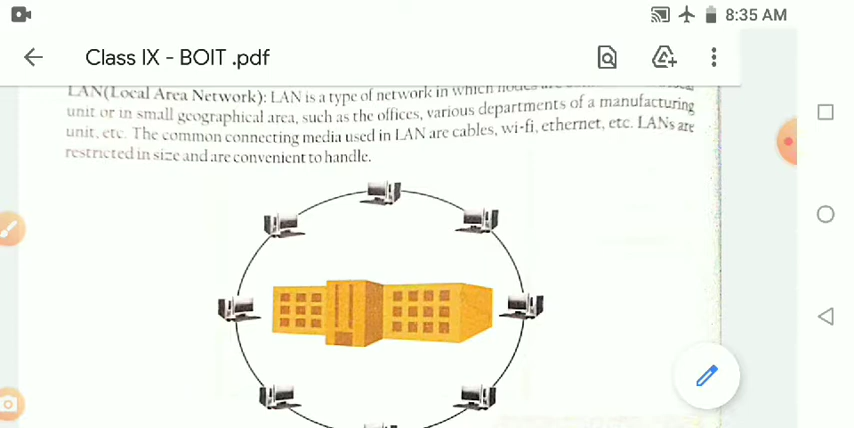 8:35 AM
Class IX - BOIT .pdf
LAN(Local Area Network): LAN is a type of network in which nodes
unit or in small geographical area, such as the offices, various departments of a manufacturing
unit, etc. The common connecting media used in LAN are cables, wi-fi, ethernet, etc. LANs are
restricted in size and are convenient to handle.